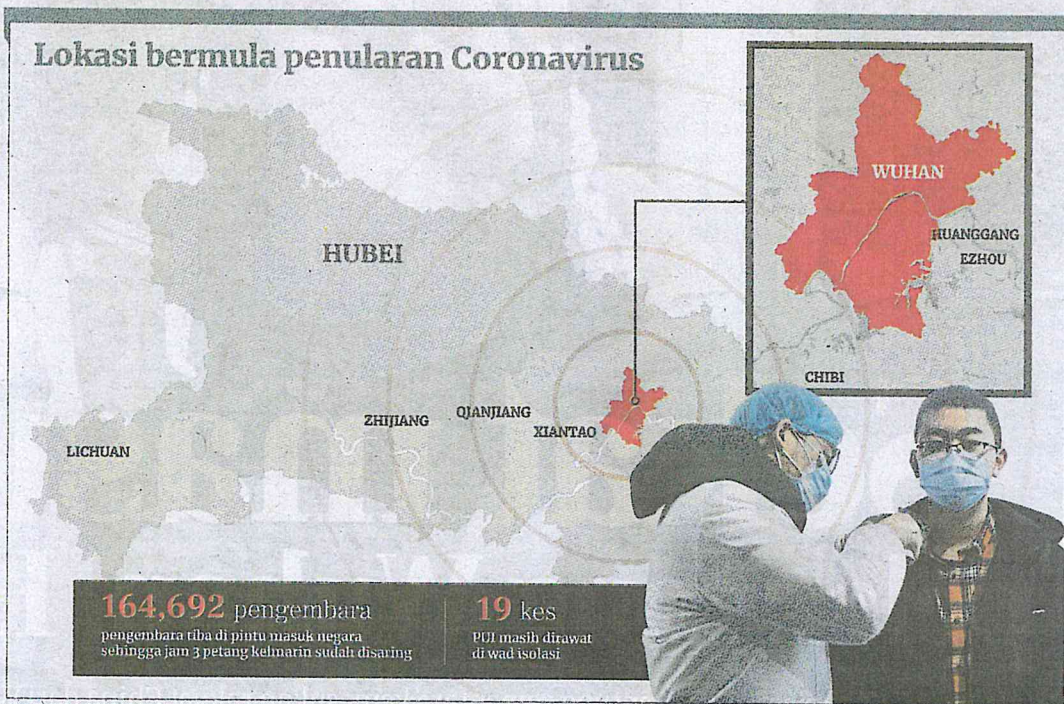 Lokasi bermula penularan Coronavirus
WUHAN
HUANGGANG
EZHOU
HUBEI
CHIBI
ZHIJIANG
QIANJIANG
XIANTAO
LICHUAN
164,692 pengembara
pengembara tiba di pintu masuk negara
sehingga jam 3 petang kelmarin sudah disaring
19 kes
PUI masih dirawat
di wad isolasi